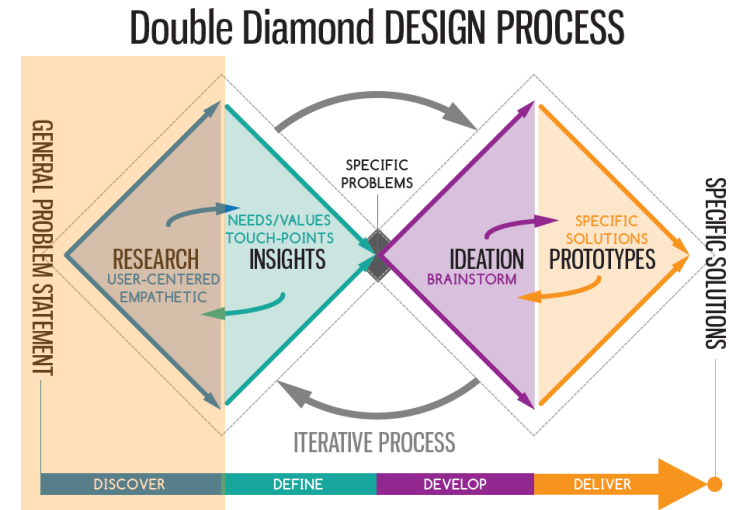 Double Diamond DESIGN PROCESS
GENERAL PROBLEM STATEMENT
SPECIFIC
PROBLEMS
NEEDS/VALUES
TOUCH-POINTS
RESEARCH
INSIGHTS
USER-CENTERED
EMPATHETIC
SPECIFIC
SOLUTIONS
IDEATION
PROTOTYPES
BRAINSTORM
SPECIFIC SOLUTIONS
ITERATIVE PROCESS
DISCOVER
DEFINE
DEVELOP
DELIVER